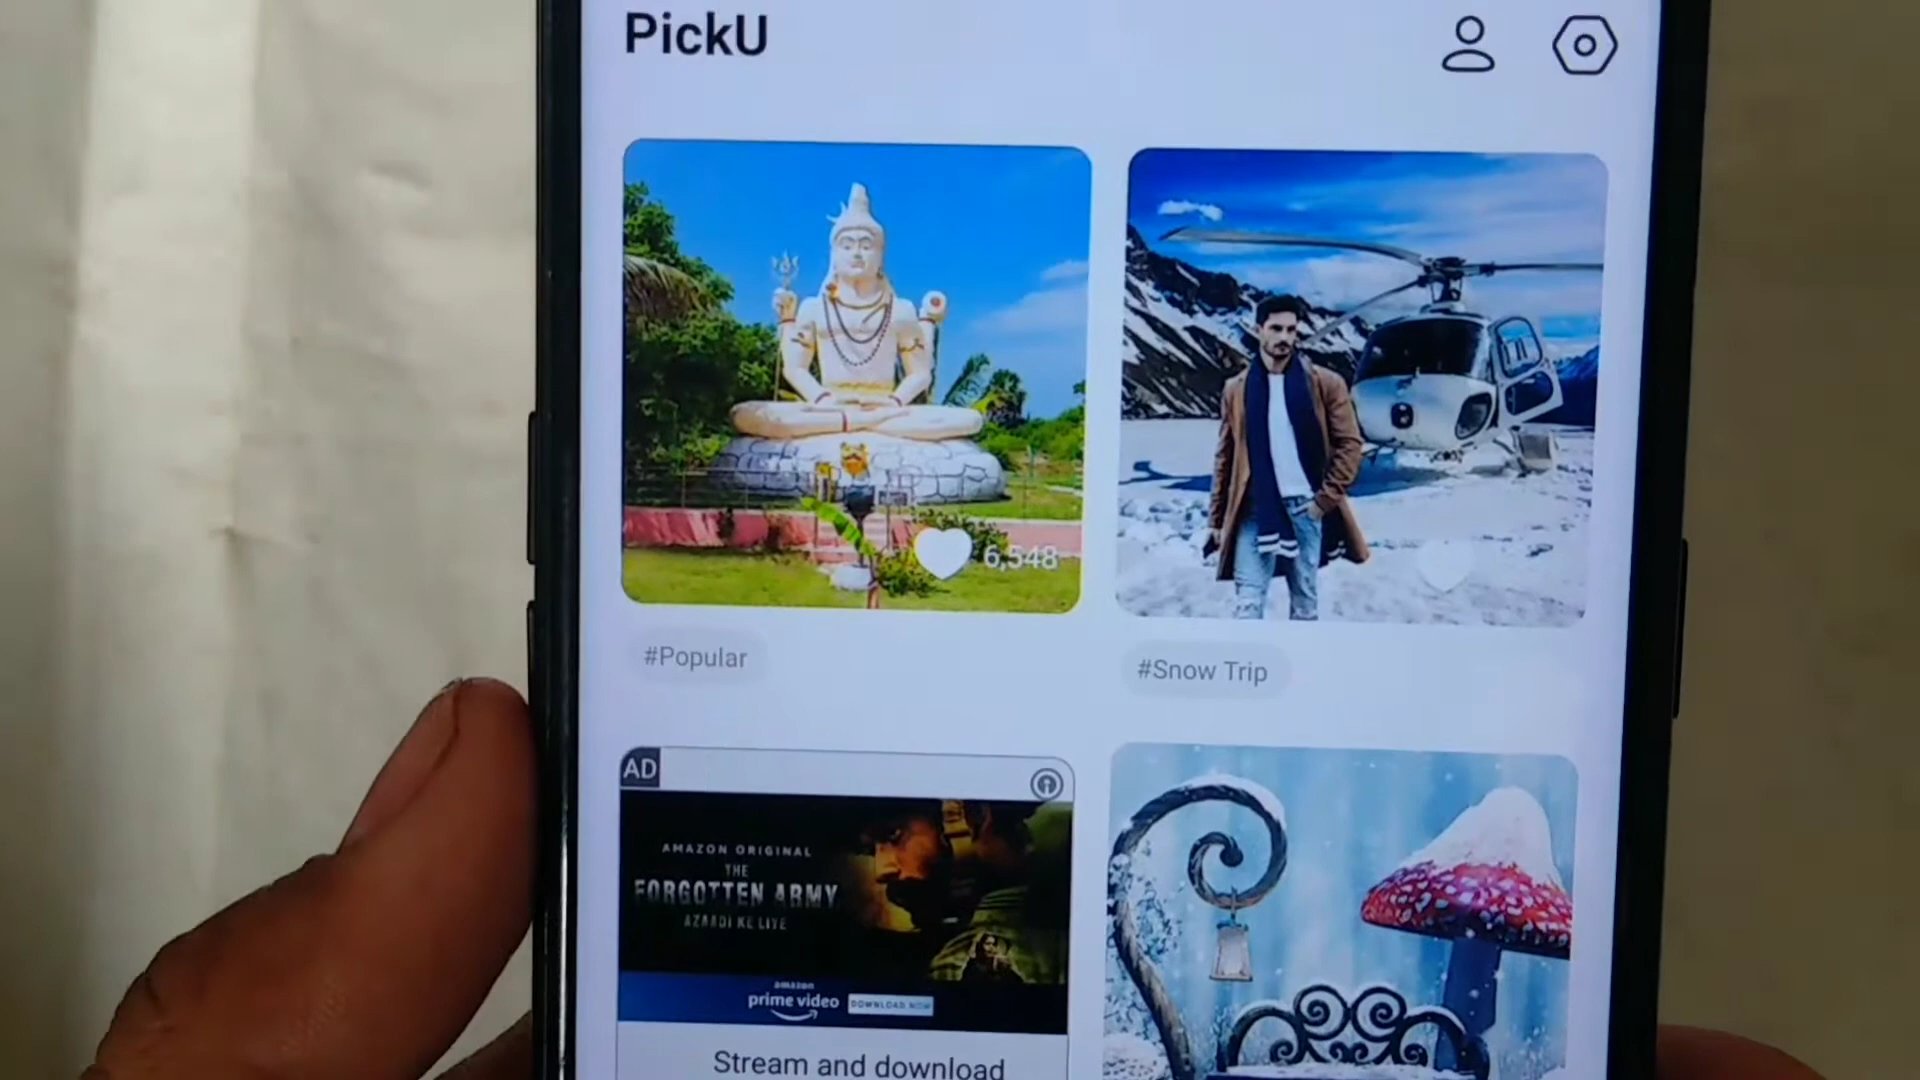 PickU
6,548
#Popular
#Snow Trip
AD
AMAZON ORIGINAL
THE
FORGOTTEN ARMY
AZAADI KE LIYE
amazon
prime video
DOWNLOAD NOW
Stream and download